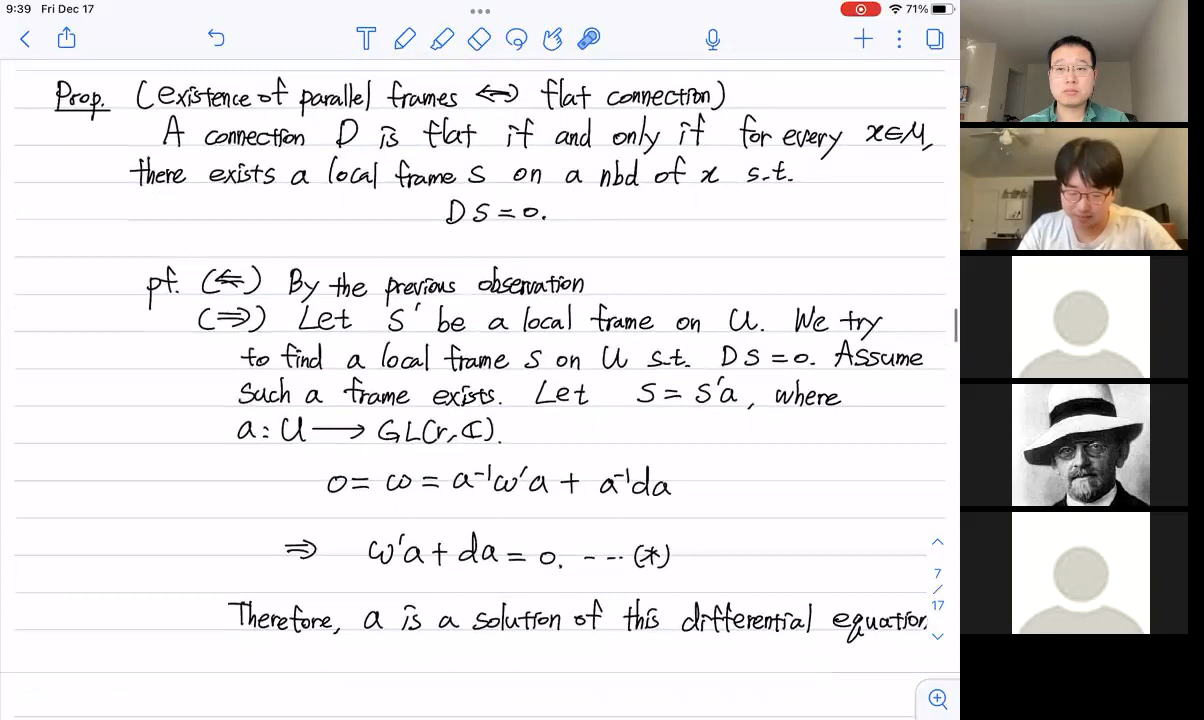 9:39 Fri Dec 17
71%
Prop. (existence of parallel frames ⟺ flat connection)
A connection D is flat if and only if for every x∈M,
there exists a local frame s on a nbd of x s.t.
Ds=0.
pf. (⇐) By the previous observation
(⇒) Let s' be a local frame on U. We try
to find a local frame s on U s.t. Ds=0. Assume
such a frame exists. Let s = s'a, where
a: U ⟶ GL(r,ℂ).
0 = ω = a⁻¹ω'a + a⁻¹da
⇒ ω'a + da = 0. ---- (*)
Therefore, a is a solution of this differential equation
7
/
17